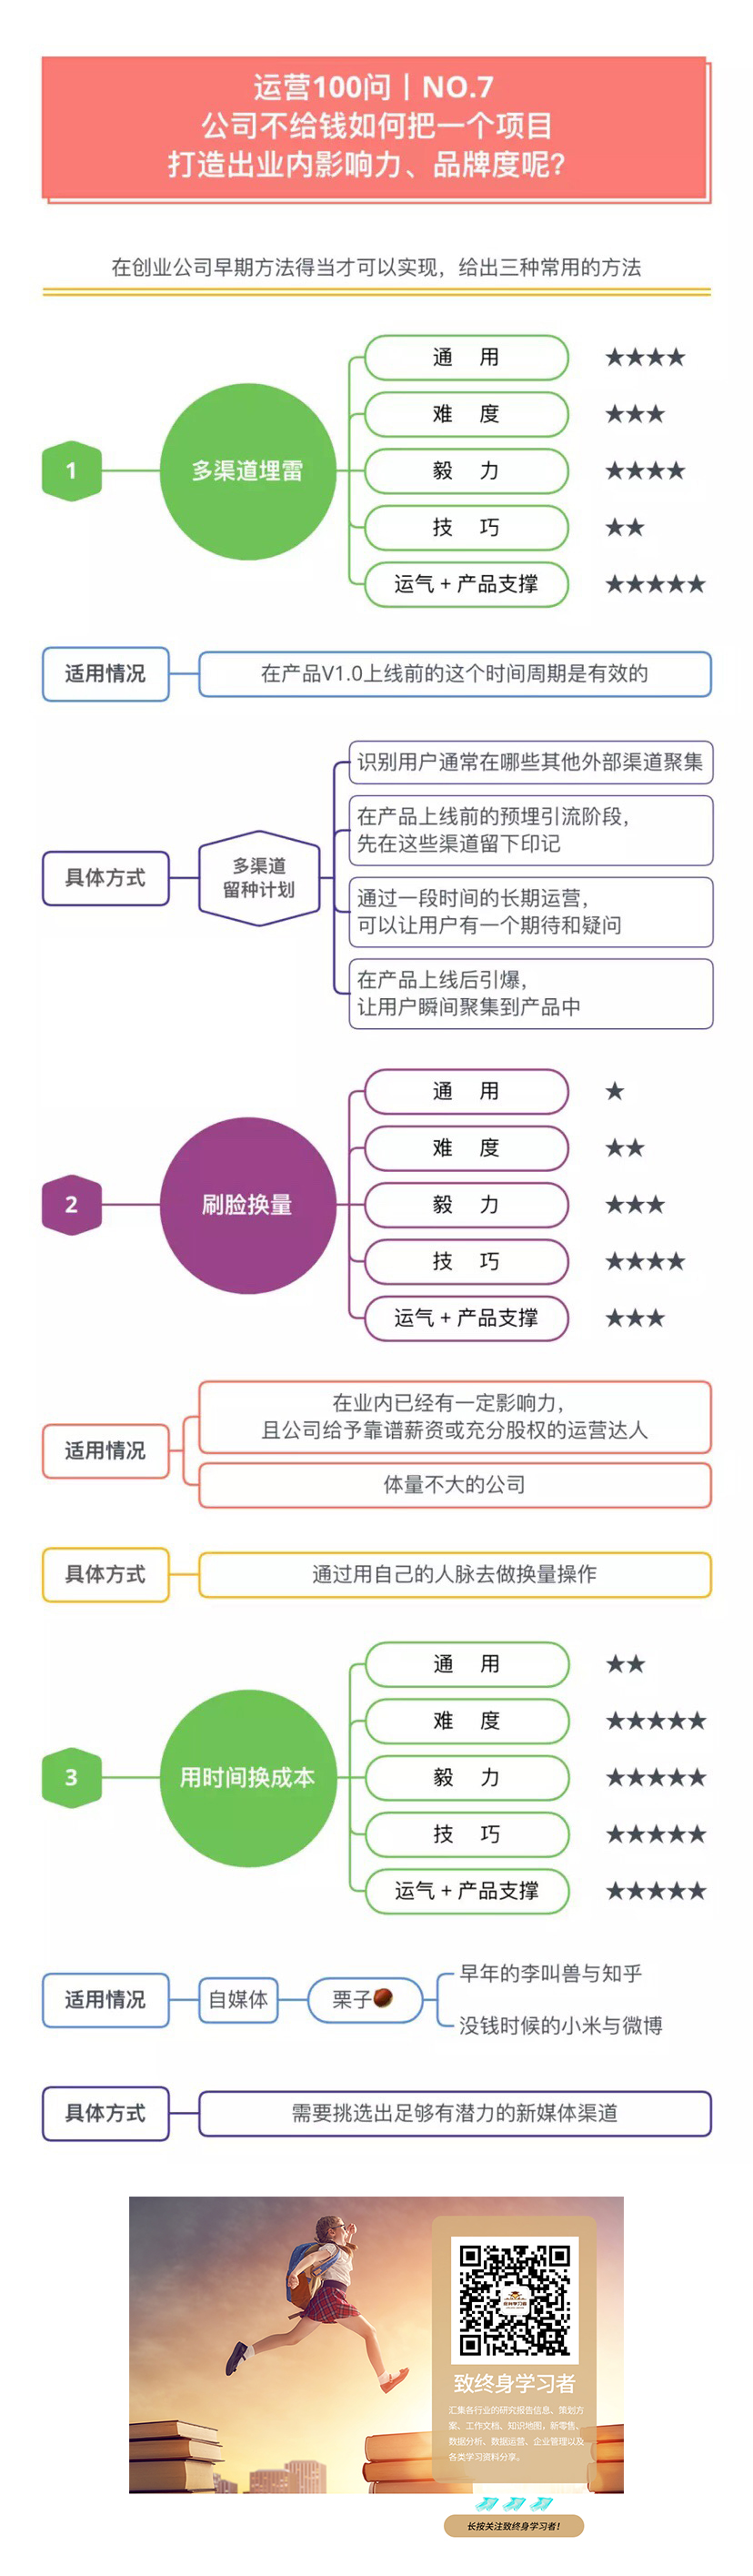 运营100问｜NO.7
公司不给钱如何把一个项目
打造出业内影响力、品牌度呢？
在创业公司早期方法得当才可以实现，给出三种常用的方法
1
多渠道埋雷
通 用 ★★★★
难 度 ★★★
毅 力 ★★★★
技 巧 ★★
运气 + 产品支撑 ★★★★★
适用情况
在产品V1.0上线前的这个时间周期是有效的
具体方式
多渠道
留种计划
识别用户通常在哪些其他外部渠道聚集
在产品上线前的预埋引流阶段，
先在这些渠道留下印记
通过一段时间的长期运营，
可以让用户有一个期待和疑问
在产品上线后引爆，
让用户瞬间聚集到产品中
2
刷脸换量
通 用 ★
难 度 ★★
毅 力 ★★★
技 巧 ★★★★
运气 + 产品支撑 ★★★
适用情况
在业内已经有一定影响力，
且公司给予靠谱薪资或充分股权的运营达人
体量不大的公司
具体方式
通过用自己的人脉去做换量操作
3
用时间换成本
通 用 ★★
难 度 ★★★★★
毅 力 ★★★★★
技 巧 ★★★★★
运气 + 产品支撑 ★★★★★
适用情况
自媒体
栗子🌰
早年的李叫兽与知乎
没钱时候的小米与微博
具体方式
需要挑选出足够有潜力的新媒体渠道
致终身学习者
汇集各行业的研究报告信息、策划方
案、工作文档、知识地图，新零售、
数据分析、数据运营、企业管理以及
各类学习资料分享。
长按关注致终身学习者！